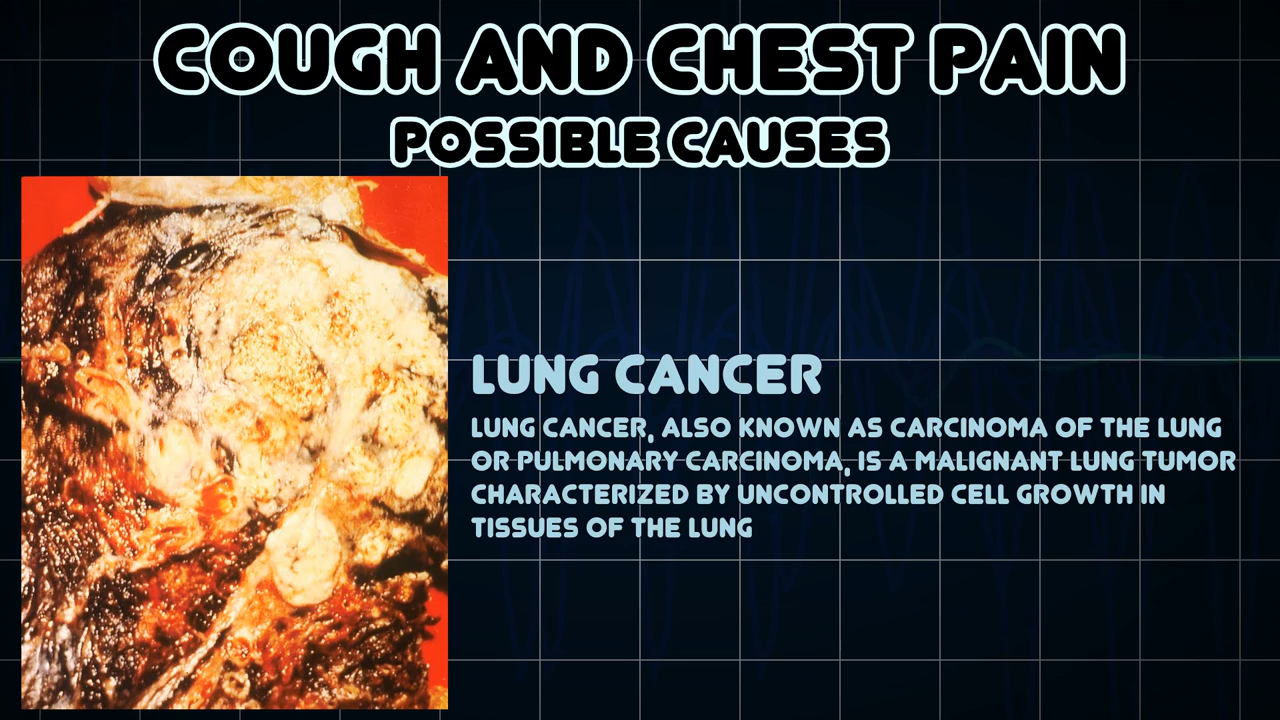 COUGH AND CHEST PAIN
POSSIBLE CAUSES
LUNG CANCER
LUNG CANCER, ALSO KNOWN AS CARCINOMA OF THE LUNG
OR PULMONARY CARCINOMA, IS A MALIGNANT LUNG TUMOR
CHARACTERIZED BY UNCONTROLLED CELL GROWTH IN
TISSUES OF THE LUNG